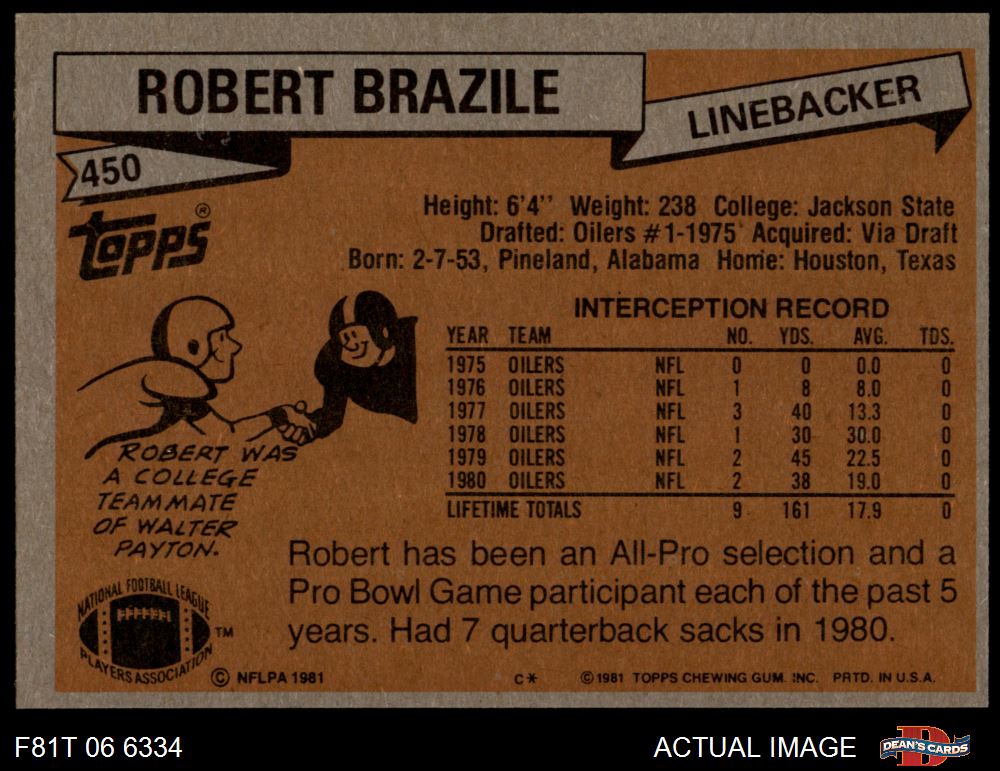 ROBERT BRAZILE
LINEBACKER
450
TOPPS®
Height: 6'4'' Weight: 238 College: Jackson State
Drafted: Oilers #1-1975 Acquired: Via Draft
Born: 2-7-53, Pineland, Alabama Home: Houston, Texas
INTERCEPTION RECORD
YEAR TEAM NO. YDS. AVG. TDS.
1975 OILERS NFL 0 0 0.0 0
1976 OILERS NFL 1 8 8.0 0
1977 OILERS NFL 3 40 13.3 0
1978 OILERS NFL 1 30 30.0 0
1979 OILERS NFL 2 45 22.5 0
1980 OILERS NFL 2 38 19.0 0
LIFETIME TOTALS 9 161 17.9 0
ROBERT WAS
A COLLEGE
TEAMMATE
OF WALTER
PAYTON.
Robert has been an All-Pro selection and a
Pro Bowl Game participant each of the past 5
years. Had 7 quarterback sacks in 1980.
NATIONAL FOOTBALL LEAGUE
PLAYERS ASSOCIATION
NFLPA
TM
© NFLPA 1981
C*
© 1981 TOPPS CHEWING GUM. INC. PRTD. IN U.S.A.
F81T 06 6334
ACTUAL IMAGE
D
DEAN'S CARDS